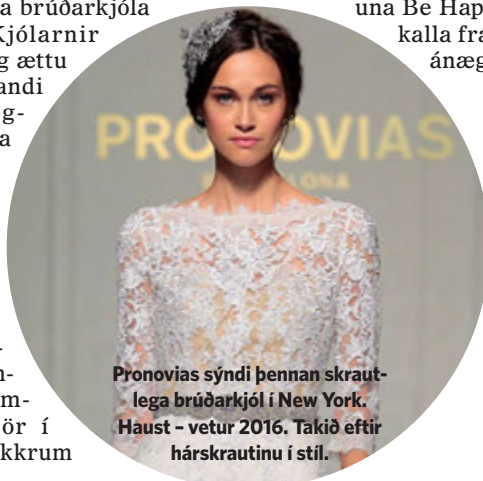 a brúðarkjóla
Kjólarnir
g ættu
andi
g-
a
una Be Hap
kalla fra
ánæg
PRONOVIAS
BARCELONA
-
n-
m-
ör í
kkrum
Pronovias sýndi þennan skraut-
lega brúðarkjól í New York.
Haust – vetur 2016. Takið eftir
hárskrautinu í stíl.